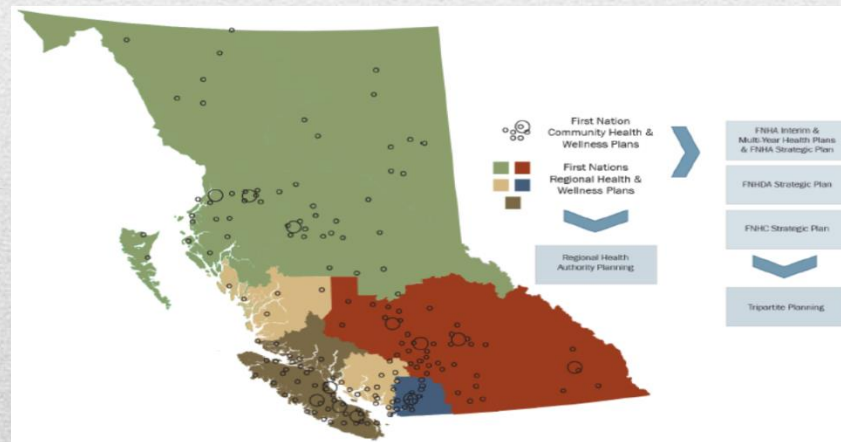 First Nation
Community Health &
Wellness Plans
First Nations
Regional Health &
Wellness Plans
Regional Health
Authority Planning
FNHA Interim &
Multi-Year Health Plans
& FNHA Strategic Plan
FNHDA Strategic Plan
FNHC Strategic Plan
Tripartite Planning